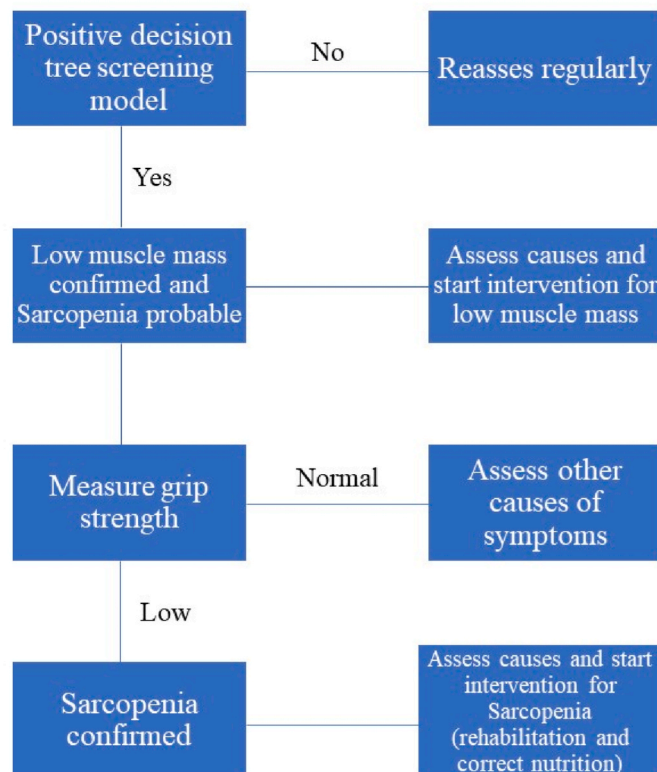 Positive decision
tree screening
model
No
Reasses regularly
Yes
Low muscle mass
confirmed and
Sarcopenia probable
Assess causes and
start intervention for
low muscle mass
Measure grip
strength
Normal
Assess other
causes of
symptoms
Low
Sarcopenia
confirmed
Assess causes and start
intervention for
Sarcopenia
(rehabilitation and
correct nutrition)